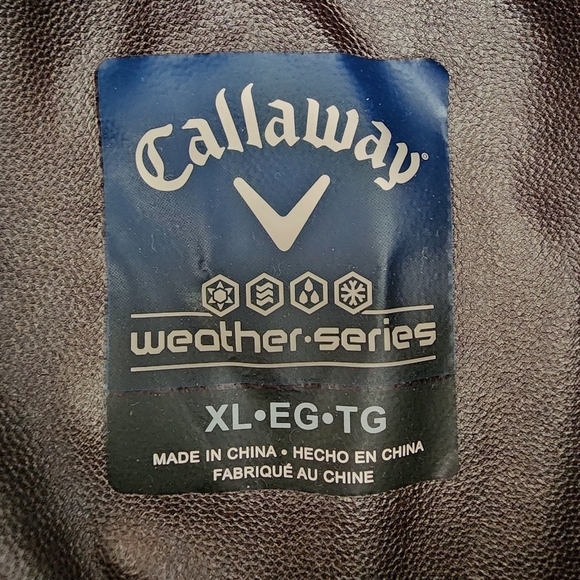 Callaway®
weather·series
XL•EG•TG
MADE IN CHINA • HECHO EN CHINA
FABRIQUÉ AU CHINE